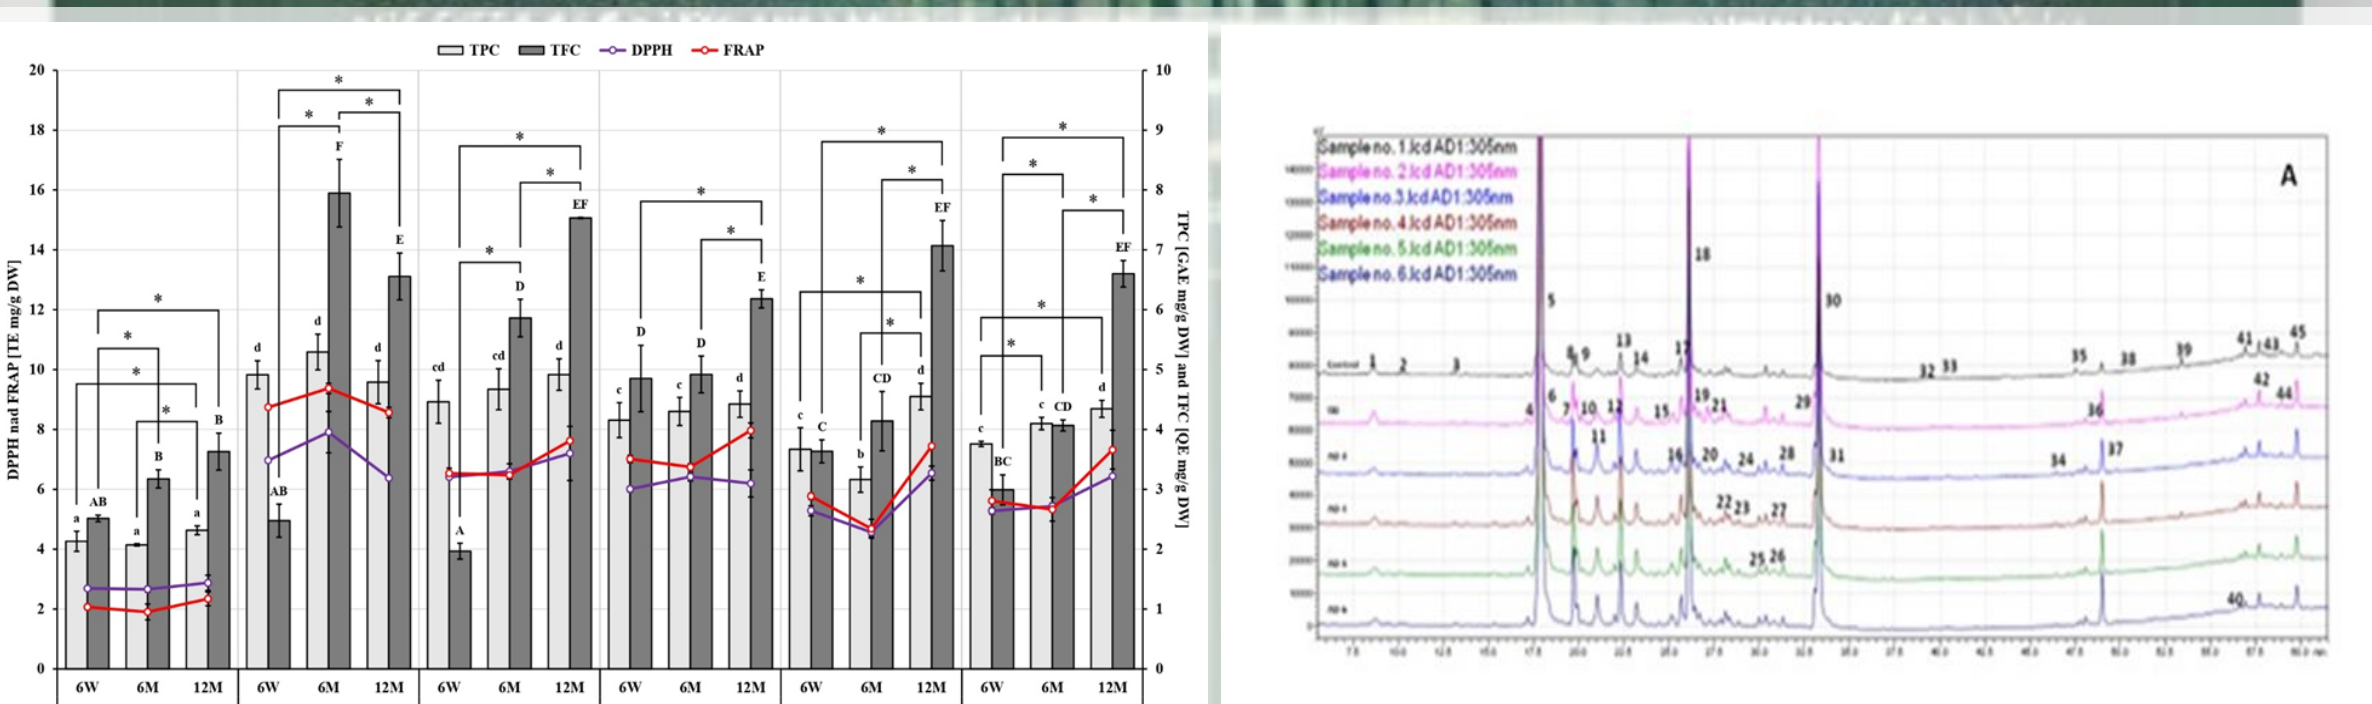 TPC TFC DPPH FRAP
DPPH nad FRAP [TE mg/g DW]
20
18
16
14
12
10
8
6
4
2
0
TPC [GAE mg/g DW] and TFC [QE mg/g DW]
10
9
8
7
6
5
4
3
2
1
0
* * * *
a AB a B a B
* * *
d AB d F d E
* * *
cd A cd D d EF
* *
c D c D d E
* * * *
c C b CD d EF
* * * * *
c BC c CD d EF
6W 6M 12M 6W 6M 12M 6W 6M 12M 6W 6M 12M 6W 6M 12M 6W 6M 12M
Sample no. 1.lcd AD1:305nm
Sample no. 2.lcd AD1:305nm
Sample no. 3.lcd AD1:305nm
Sample no. 4.lcd AD1:305nm
Sample no. 5.lcd AD1:305nm
Sample no. 6.lcd AD1:305nm
A
18
5 30
1 2 3 8 9 13 14 17 32 33 35 38 39 41 43 45
4 6 7 10 12 15 19 21 29 36 42 44
11 16 20 24 28 31 34 37
22 23 27
25 26
40